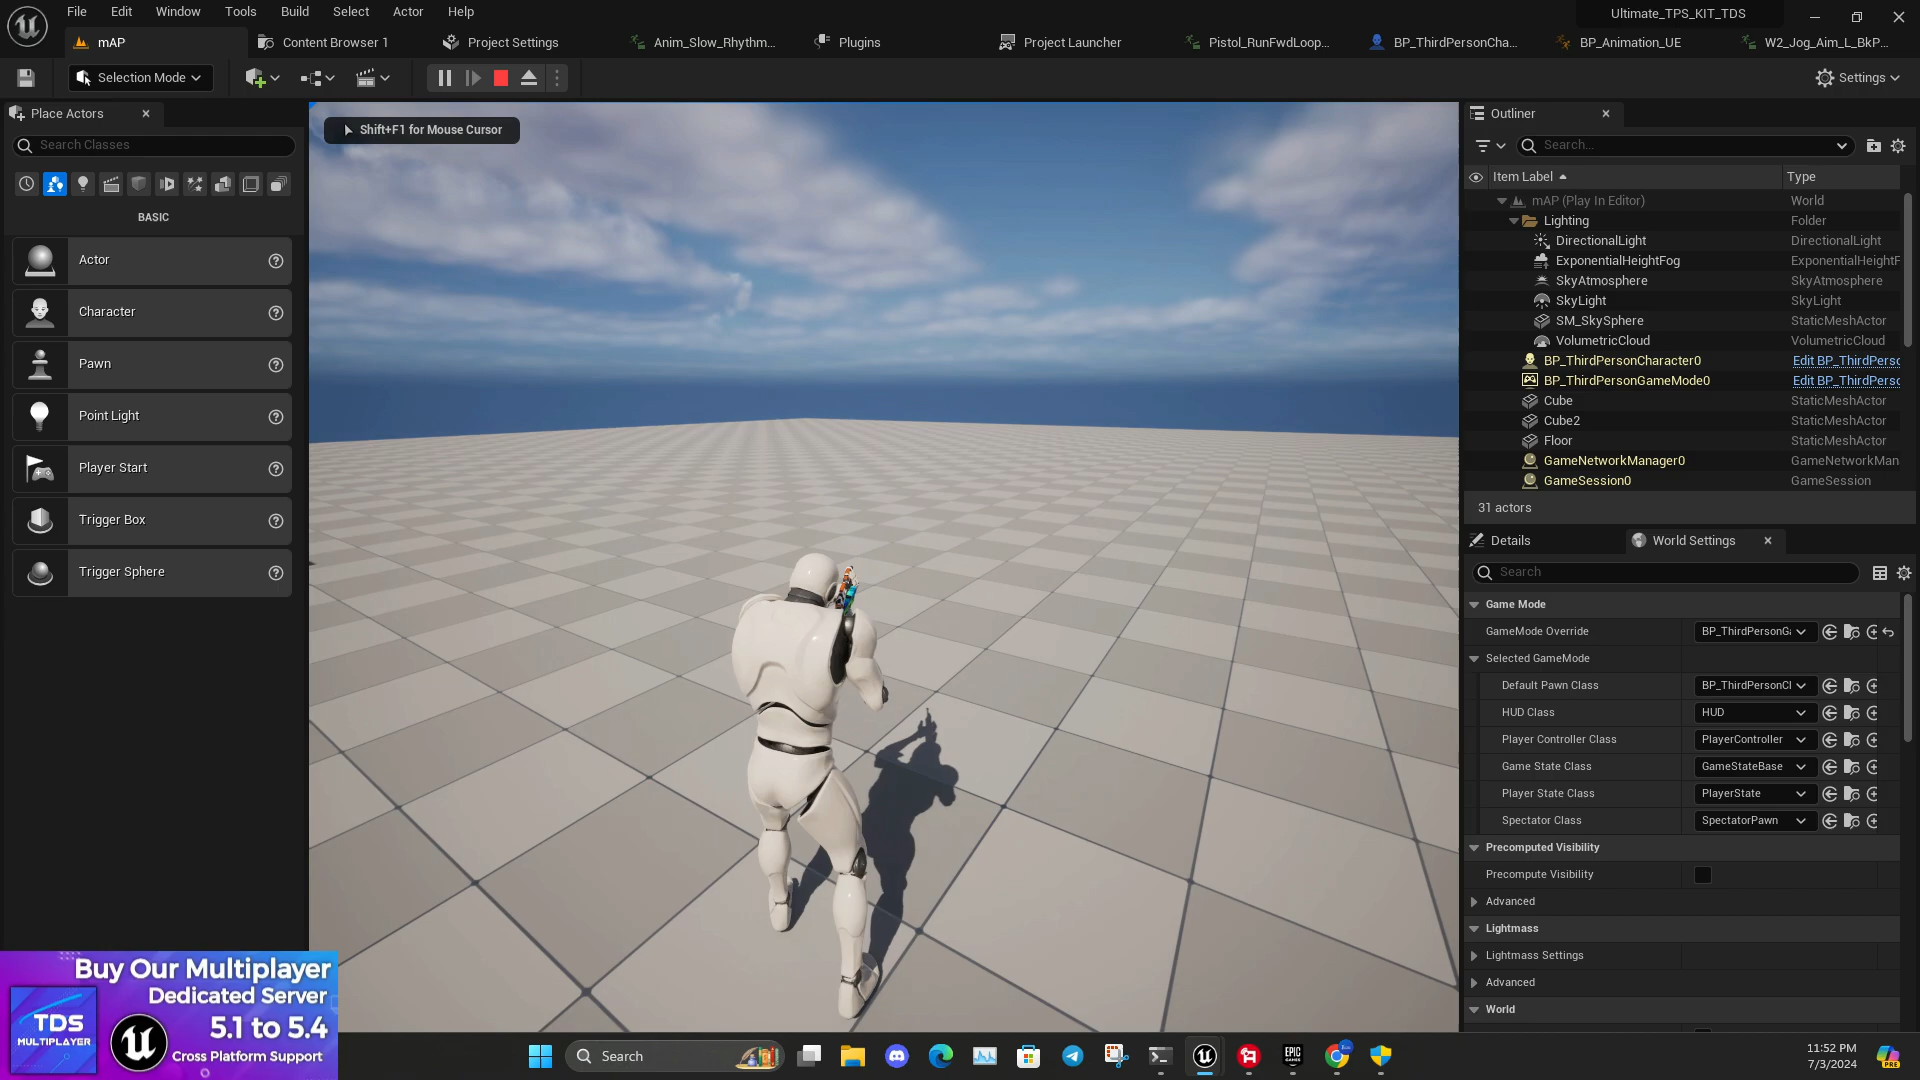 File Edit Window Tools Build Select Actor Help
Ultimate_TPS_KIT_TDS
mAP
Content Browser 1
Project Settings
Anim_Slow_Rhythm...
Plugins
Project Launcher
Pistol_RunFwdLoop...
BP_ThirdPersonCha...
BP_Animation_UE
W2_Jog_Aim_L_BkP...
Selection Mode
Settings
Place Actors
Search Classes
BASIC
Actor
Character
Pawn
Point Light
Player Start
Trigger Box
Trigger Sphere
Shift+F1 for Mouse Cursor
Outliner
Search...
Item Label Type
mAP (Play In Editor) World
Lighting Folder
DirectionalLight DirectionalLight
ExponentialHeightFog ExponentialHeightF
SkyAtmosphere SkyAtmosphere
SkyLight SkyLight
SM_SkySphere StaticMeshActor
VolumetricCloud VolumetricCloud
BP_ThirdPersonCharacter0 Edit BP_ThirdPerso
BP_ThirdPersonGameMode0 Edit BP_ThirdPerso
Cube StaticMeshActor
Cube2 StaticMeshActor
Floor StaticMeshActor
GameNetworkManager0 GameNetworkMan
GameSession0 GameSession
31 actors
Details
World Settings
Search
Game Mode
GameMode Override BP_ThirdPersonGa
Selected GameMode
Default Pawn Class BP_ThirdPersonCl
HUD Class HUD
Player Controller Class PlayerController
Game State Class GameStateBase
Player State Class PlayerState
Spectator Class SpectatorPawn
Precomputed Visibility
Precompute Visibility
Advanced
Lightmass
Lightmass Settings
Advanced
World
Buy Our Multiplayer
Dedicated Server
5.1 to 5.4
Cross Platform Support
TDS
MULTIPLAYER
Search
EPIC
GAMES
PRE
11:52 PM
7/3/2024